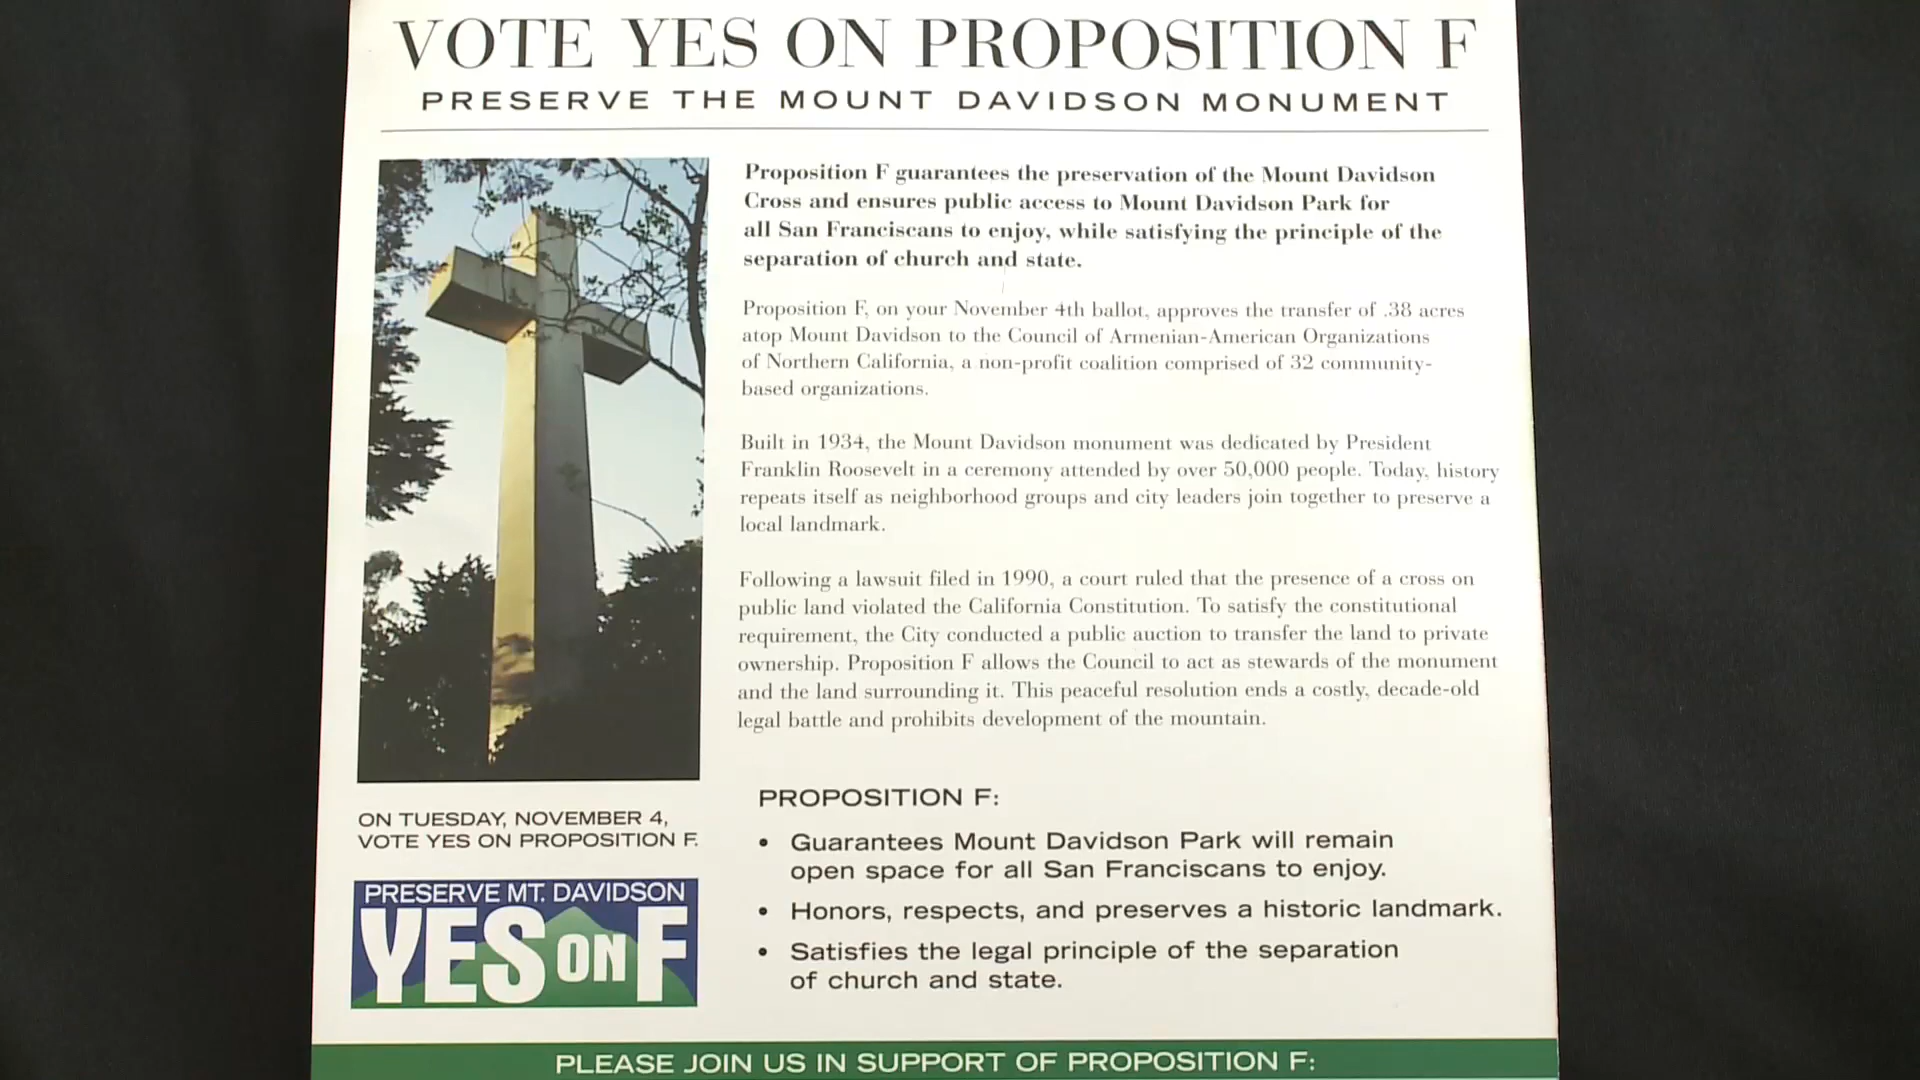 VOTE YES ON PROPOSITION F
PRESERVE THE MOUNT DAVIDSON MONUMENT
Proposition F guarantees the preservation of the Mount Davidson
Cross and ensures public access to Mount Davidson Park for
all San Franciscans to enjoy, while satisfying the principle of the
separation of church and state.
Proposition F, on your November 4th ballot, approves the transfer of .38 acres
atop Mount Davidson to the Council of Armenian-American Organizations
of Northern California, a non-profit coalition comprised of 32 community-
based organizations.
Built in 1934, the Mount Davidson monument was dedicated by President
Franklin Roosevelt in a ceremony attended by over 50,000 people. Today, history
repeats itself as neighborhood groups and city leaders join together to preserve a
local landmark.
Following a lawsuit filed in 1990, a court ruled that the presence of a cross on
public land violated the California Constitution. To satisfy the constitutional
requirement, the City conducted a public auction to transfer the land to private
ownership. Proposition F allows the Council to act as stewards of the monument
and the land surrounding it. This peaceful resolution ends a costly, decade-old
legal battle and prohibits development of the mountain.
ON TUESDAY, NOVEMBER 4,
VOTE YES ON PROPOSITION F.
PRESERVE MT. DAVIDSON
YES ON F
PROPOSITION F:
• Guarantees Mount Davidson Park will remain
open space for all San Franciscans to enjoy.
• Honors, respects, and preserves a historic landmark.
• Satisfies the legal principle of the separation
of church and state.
PLEASE JOIN US IN SUPPORT OF PROPOSITION F: